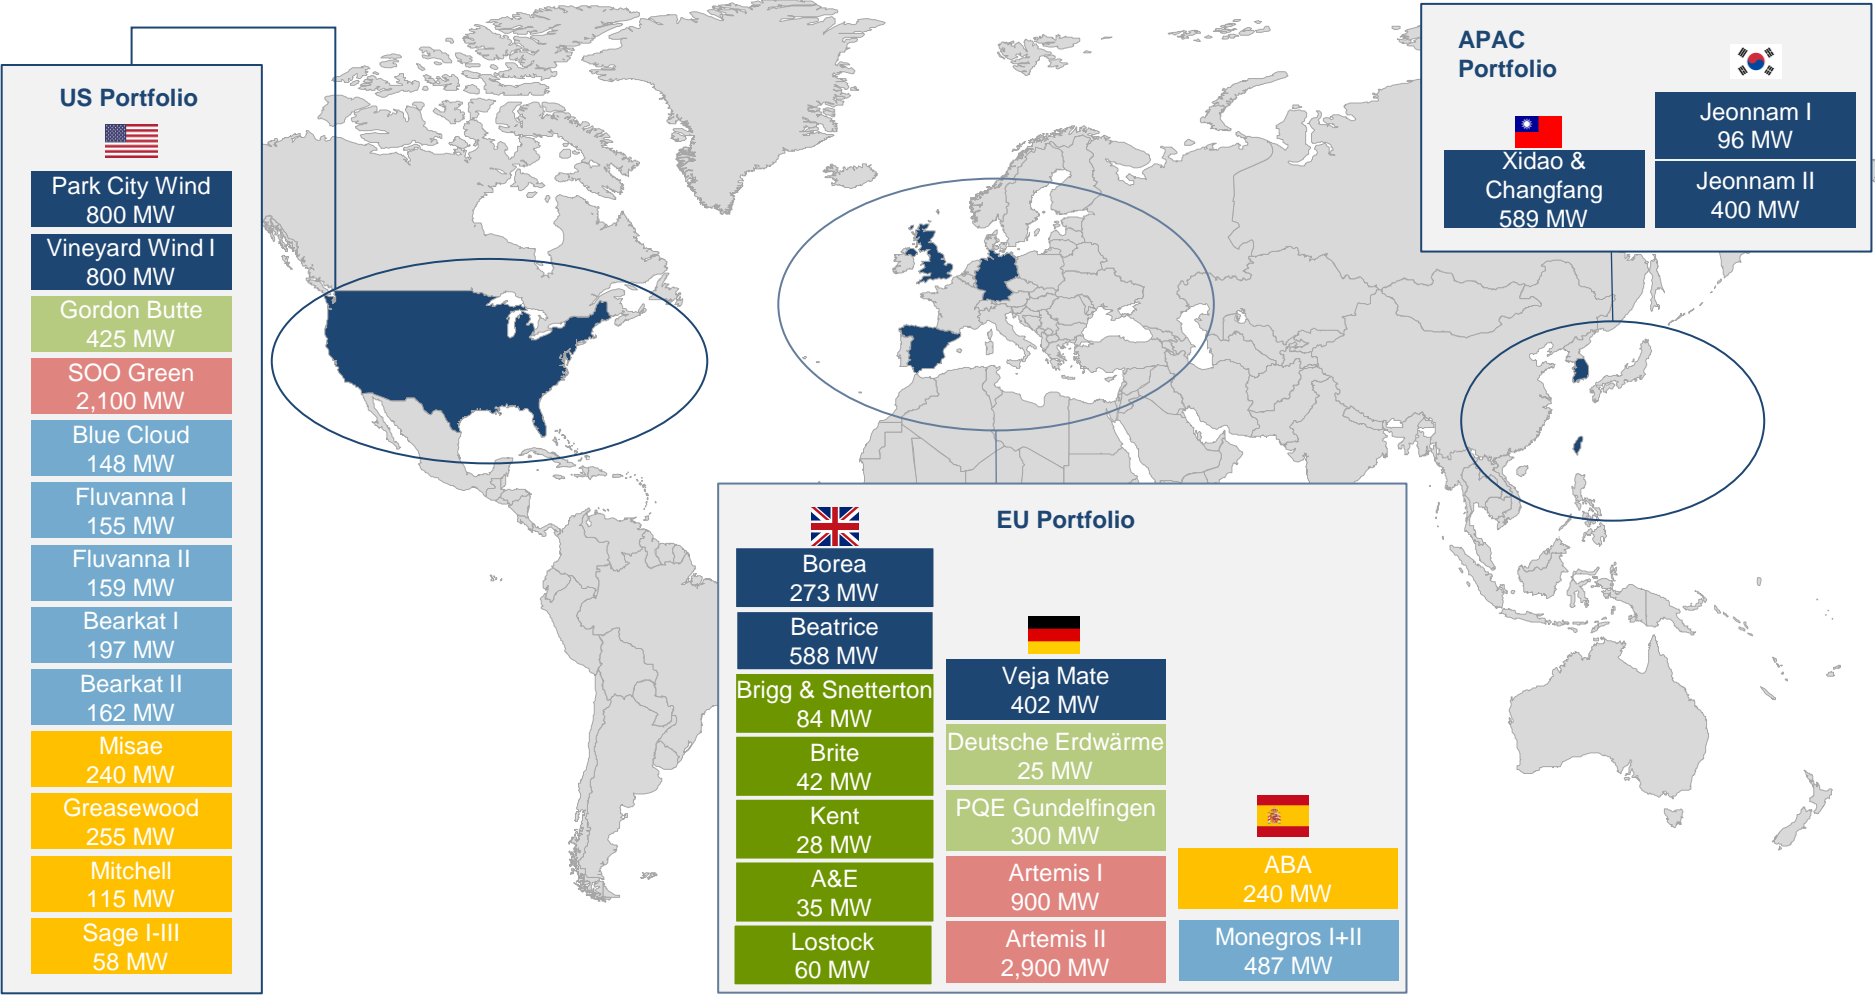 US Portfolio
Park City Wind
800 MW
Vineyard Wind I
800 MW
Gordon Butte
425 MW
SOO Green
2,100 MW
Blue Cloud
148 MW
Fluvanna I
155 MW
Fluvanna II
159 MW
Bearkat I
197 MW
Bearkat II
162 MW
Misae
240 MW
Greasewood
255 MW
Mitchell
115 MW
Sage I-III
58 MW
EU Portfolio
Borea
273 MW
Beatrice
588 MW
Brigg & Snetterton
84 MW
Brite
42 MW
Kent
28 MW
A&E
35 MW
Lostock
60 MW
Veja Mate
402 MW
Deutsche Erdwärme
25 MW
PQE Gundelfingen
300 MW
Artemis I
900 MW
Artemis II
2,900 MW
ABA
240 MW
Monegros I+II
487 MW
APAC
Portfolio
Xidao &
Changfang
589 MW
Jeonnam I
96 MW
Jeonnam II
400 MW